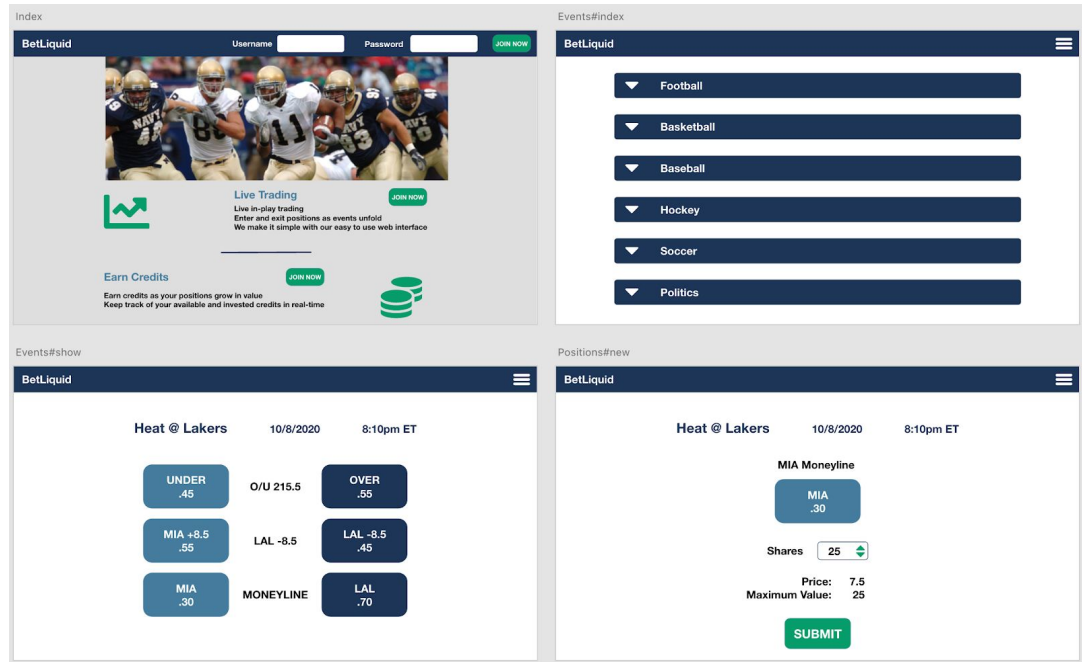 Index
BetLiquid Username Password JOIN NOW
NAVY
NAVY
Live Trading JOIN NOW
Live in-play trading
Enter and exit positions as events unfold
We make it simple with our easy to use web interface
Earn Credits JOIN NOW
Earn credits as your positions grow in value
Keep track of your available and invested credits in real-time
Events#index
BetLiquid
Football
Basketball
Baseball
Hockey
Soccer
Politics
Events#show
BetLiquid
Heat @ Lakers 10/8/2020 8:10pm ET
UNDER
.45
O/U 215.5
OVER
.55
MIA +8.5
.55
LAL -8.5
LAL -8.5
.45
MIA
.30
MONEYLINE
LAL
.70
Positions#new
BetLiquid
Heat @ Lakers 10/8/2020 8:10pm ET
MIA Moneyline
MIA
.30
Shares 25
Price: 7.5
Maximum Value: 25
SUBMIT